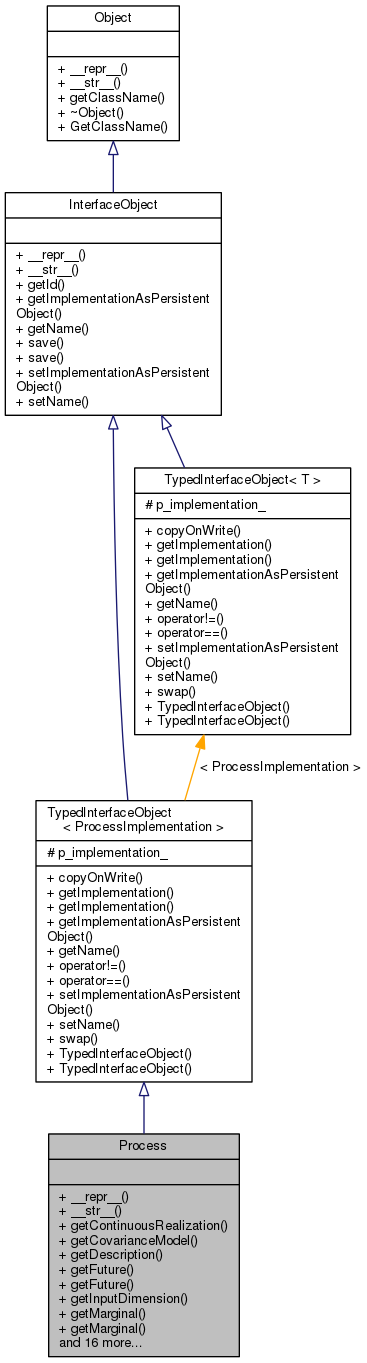 Object
+ __repr__()
+ __str__()
+ getClassName()
+ ~Object()
+ GetClassName()
InterfaceObject
+ __repr__()
+ __str__()
+ getId()
+ getImplementationAsPersistent
Object()
+ getName()
+ save()
+ save()
+ setImplementationAsPersistent
Object()
+ setName()
TypedInterfaceObject< T >
# p_implementation_
+ copyOnWrite()
+ getImplementation()
+ getImplementation()
+ getImplementationAsPersistent
Object()
+ getName()
+ operator!=()
+ operator==()
+ setImplementationAsPersistent
Object()
+ setName()
+ swap()
+ TypedInterfaceObject()
+ TypedInterfaceObject()
< ProcessImplementation >
TypedInterfaceObject
< ProcessImplementation >
# p_implementation_
+ copyOnWrite()
+ getImplementation()
+ getImplementation()
+ getImplementationAsPersistent
Object()
+ getName()
+ operator!=()
+ operator==()
+ setImplementationAsPersistent
Object()
+ setName()
+ swap()
+ TypedInterfaceObject()
+ TypedInterfaceObject()
Process
+ __repr__()
+ __str__()
+ getContinuousRealization()
+ getCovarianceModel()
+ getDescription()
+ getFuture()
+ getFuture()
+ getInputDimension()
+ getMarginal()
+ getMarginal()
and 16 more...